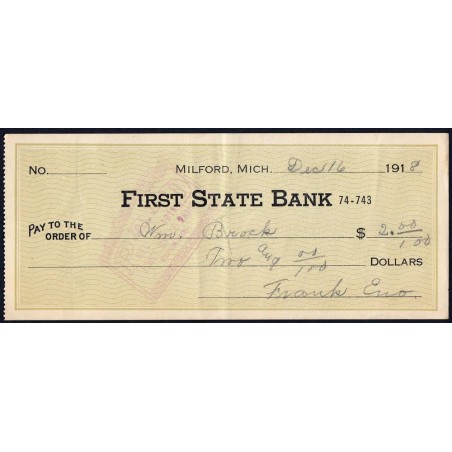 No. MILFORD, MICH. Dec 16 1918
FIRST STATE BANK 74-743
PAY TO THE
ORDER OF Wm. Brock $ 2.00/100
Two and 00/100 DOLLARS
Frank Eno